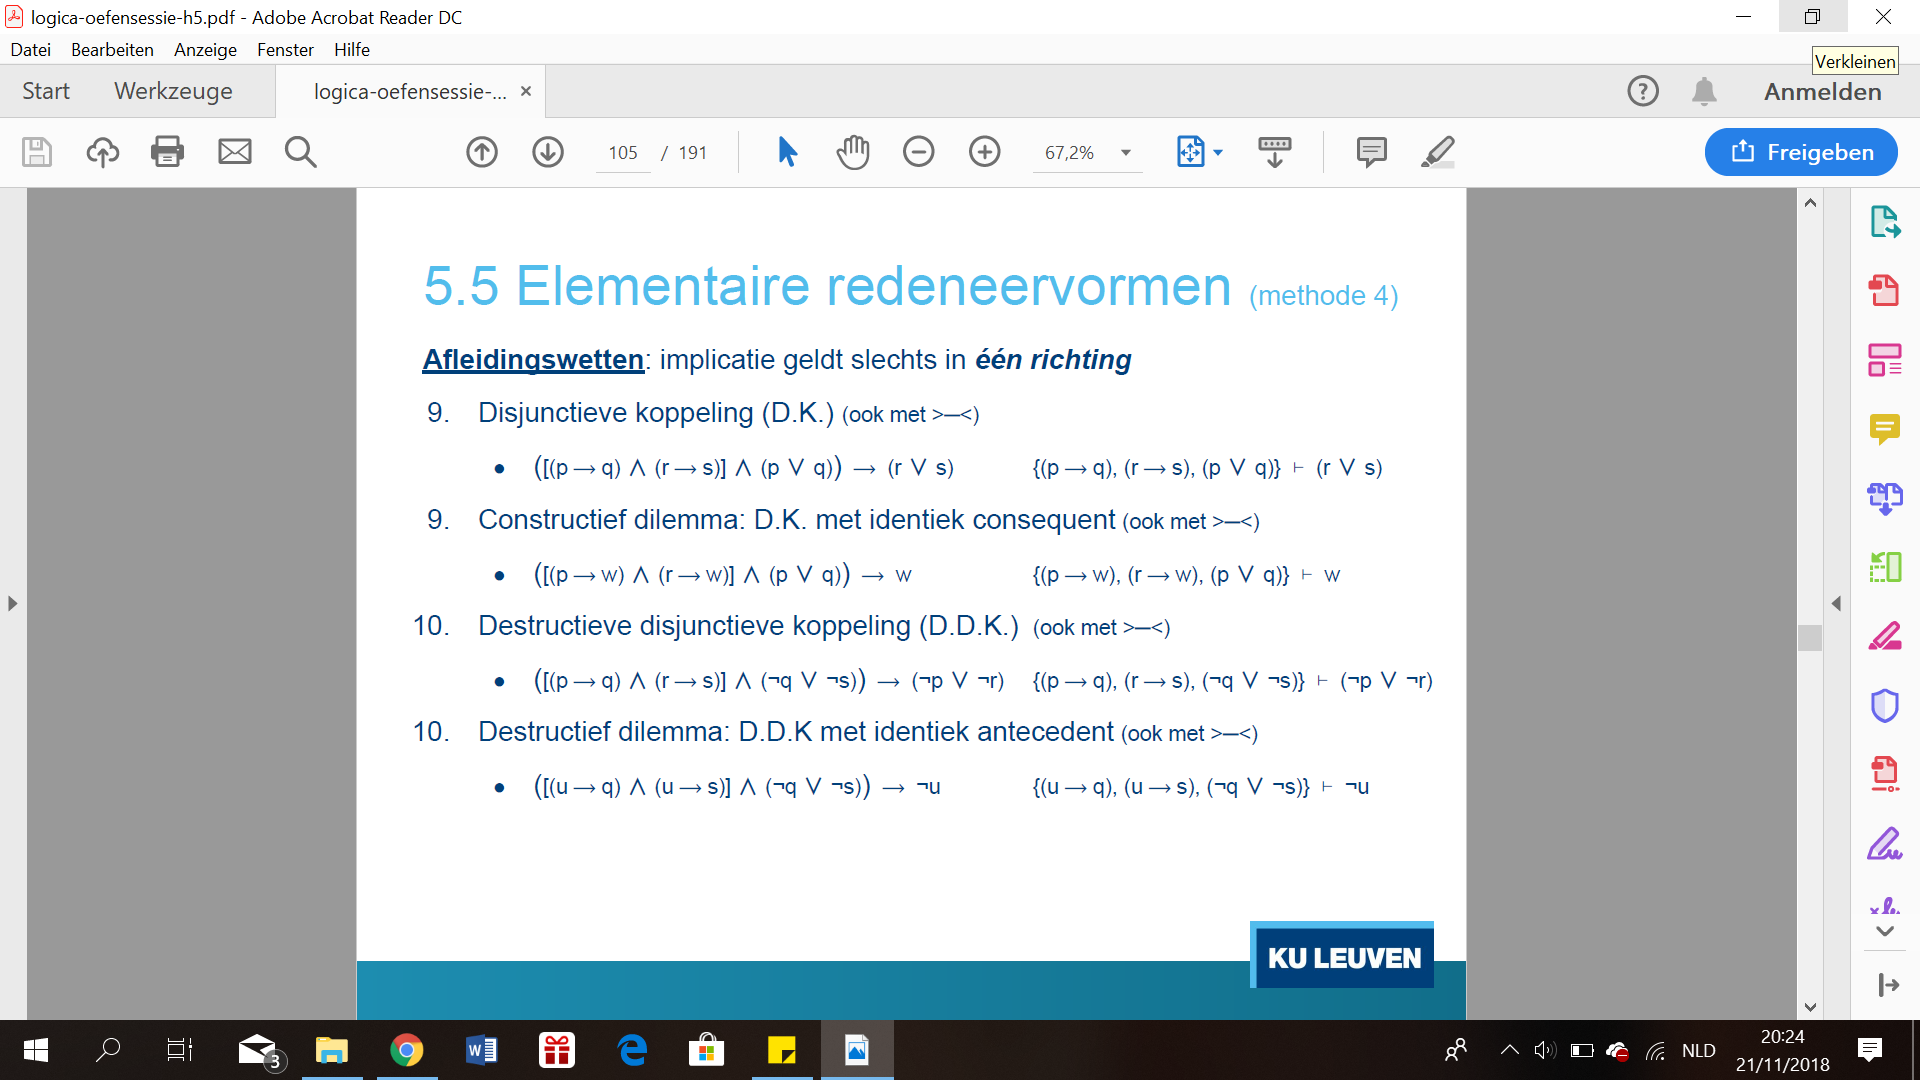 logica-oefensessie-h5.pdf - Adobe Acrobat Reader DC
Datei Bearbeiten Anzeige Fenster Hilfe
Verkleinen
Start Werkzeuge logica-oefensessie-... × Anmelden
105 / 191 67,2% Freigeben
5.5 Elementaire redeneervormen (methode 4)
Afleidingswetten: implicatie geldt slechts in één richting
9. Disjunctieve koppeling (D.K.) (ook met >─<)
• ([(p → q) ∧ (r → s)] ∧ (p ∨ q)) → (r ∨ s) {(p → q), (r → s), (p ∨ q)} ⊢ (r ∨ s)
9. Constructief dilemma: D.K. met identiek consequent (ook met >─<)
• ([(p → w) ∧ (r → w)] ∧ (p ∨ q)) → w {(p → w), (r → w), (p ∨ q)} ⊢ w
10. Destructieve disjunctieve koppeling (D.D.K.) (ook met >─<)
• ([(p → q) ∧ (r → s)] ∧ (¬q ∨ ¬s)) → (¬p ∨ ¬r) {(p → q), (r → s), (¬q ∨ ¬s)} ⊢ (¬p ∨ ¬r)
10. Destructief dilemma: D.D.K met identiek antecedent (ook met >─<)
• ([(u → q) ∧ (u → s)] ∧ (¬q ∨ ¬s)) → ¬u {(u → q), (u → s), (¬q ∨ ¬s)} ⊢ ¬u
KU LEUVEN
3 NLD 20:24
21/11/2018